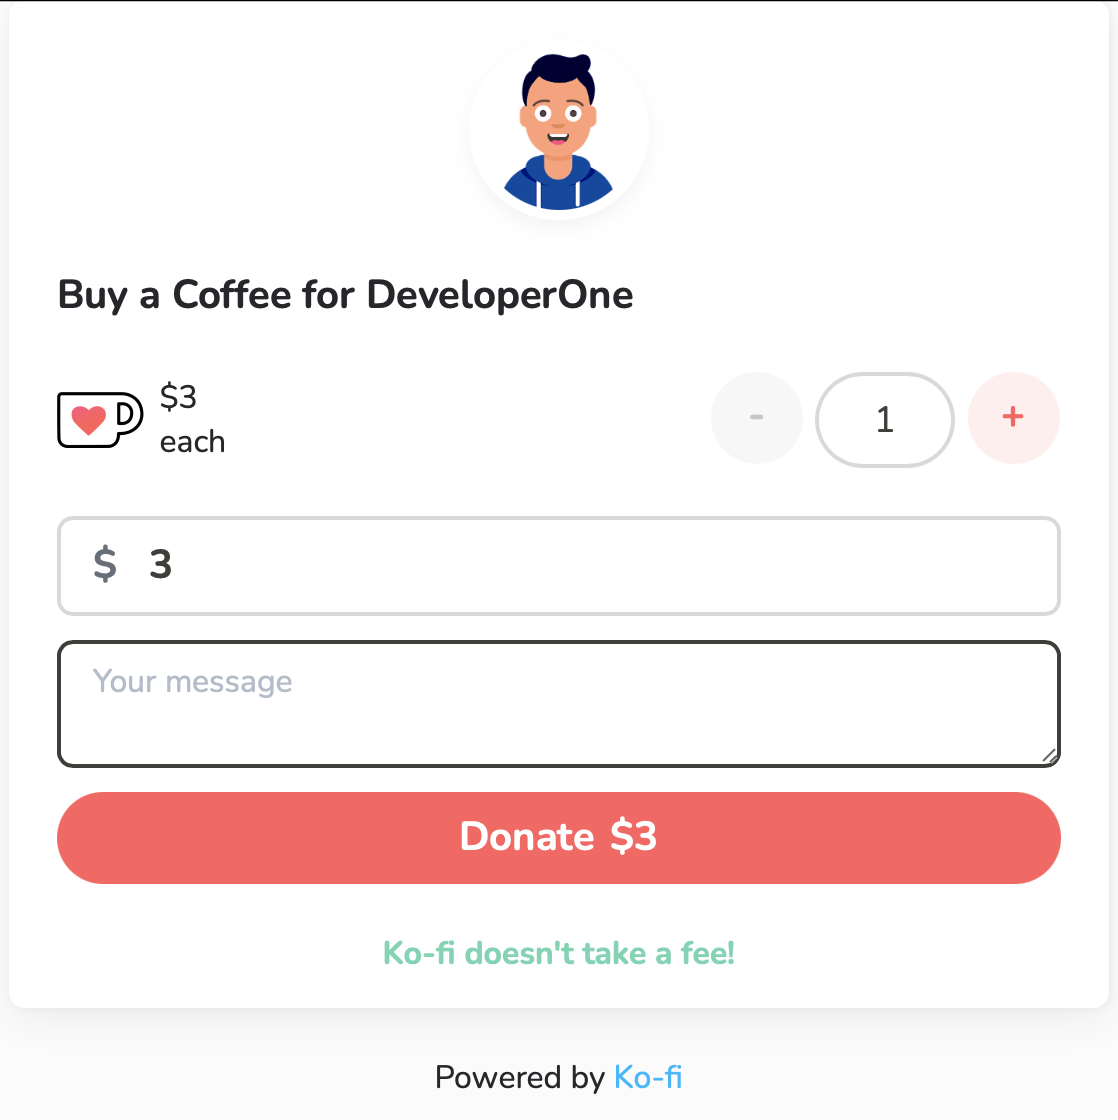 Buy a Coffee for DeveloperOne
$3
each
- 1 +
$ 3
Your message
Donate $3
Ko-fi doesn't take a fee!
Powered by Ko-fi